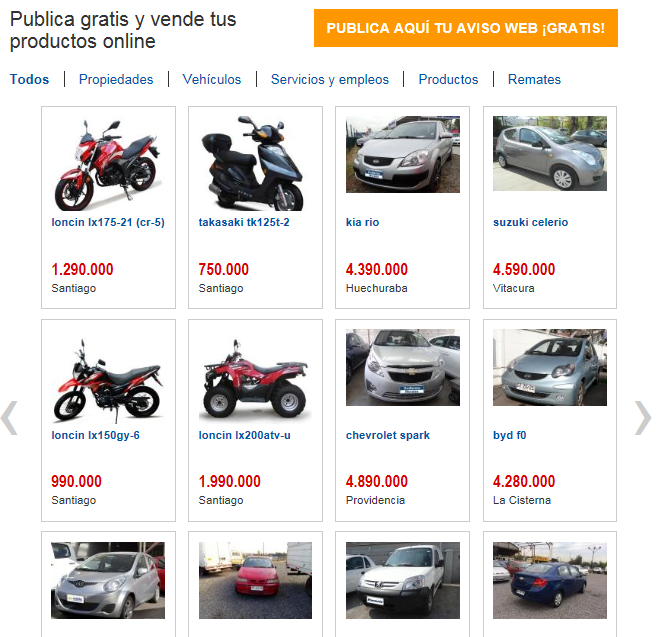 Publica gratis y vende tus
productos online
PUBLICA AQUÍ TU AVISO WEB ¡GRATIS!
Todos Propiedades Vehículos Servicios y empleos Productos Remates
loncin lx175-21 (cr-5) takasaki tk125t-2 kia rio suzuki celerio
1.290.000 750.000 4.390.000 4.590.000
Santiago Santiago Huechuraba Vitacura
loncin lx150gy-6 loncin lx200atv-u chevrolet spark byd f0
990.000 1.990.000 4.890.000 4.280.000
Santiago Santiago Providencia La Cisterna